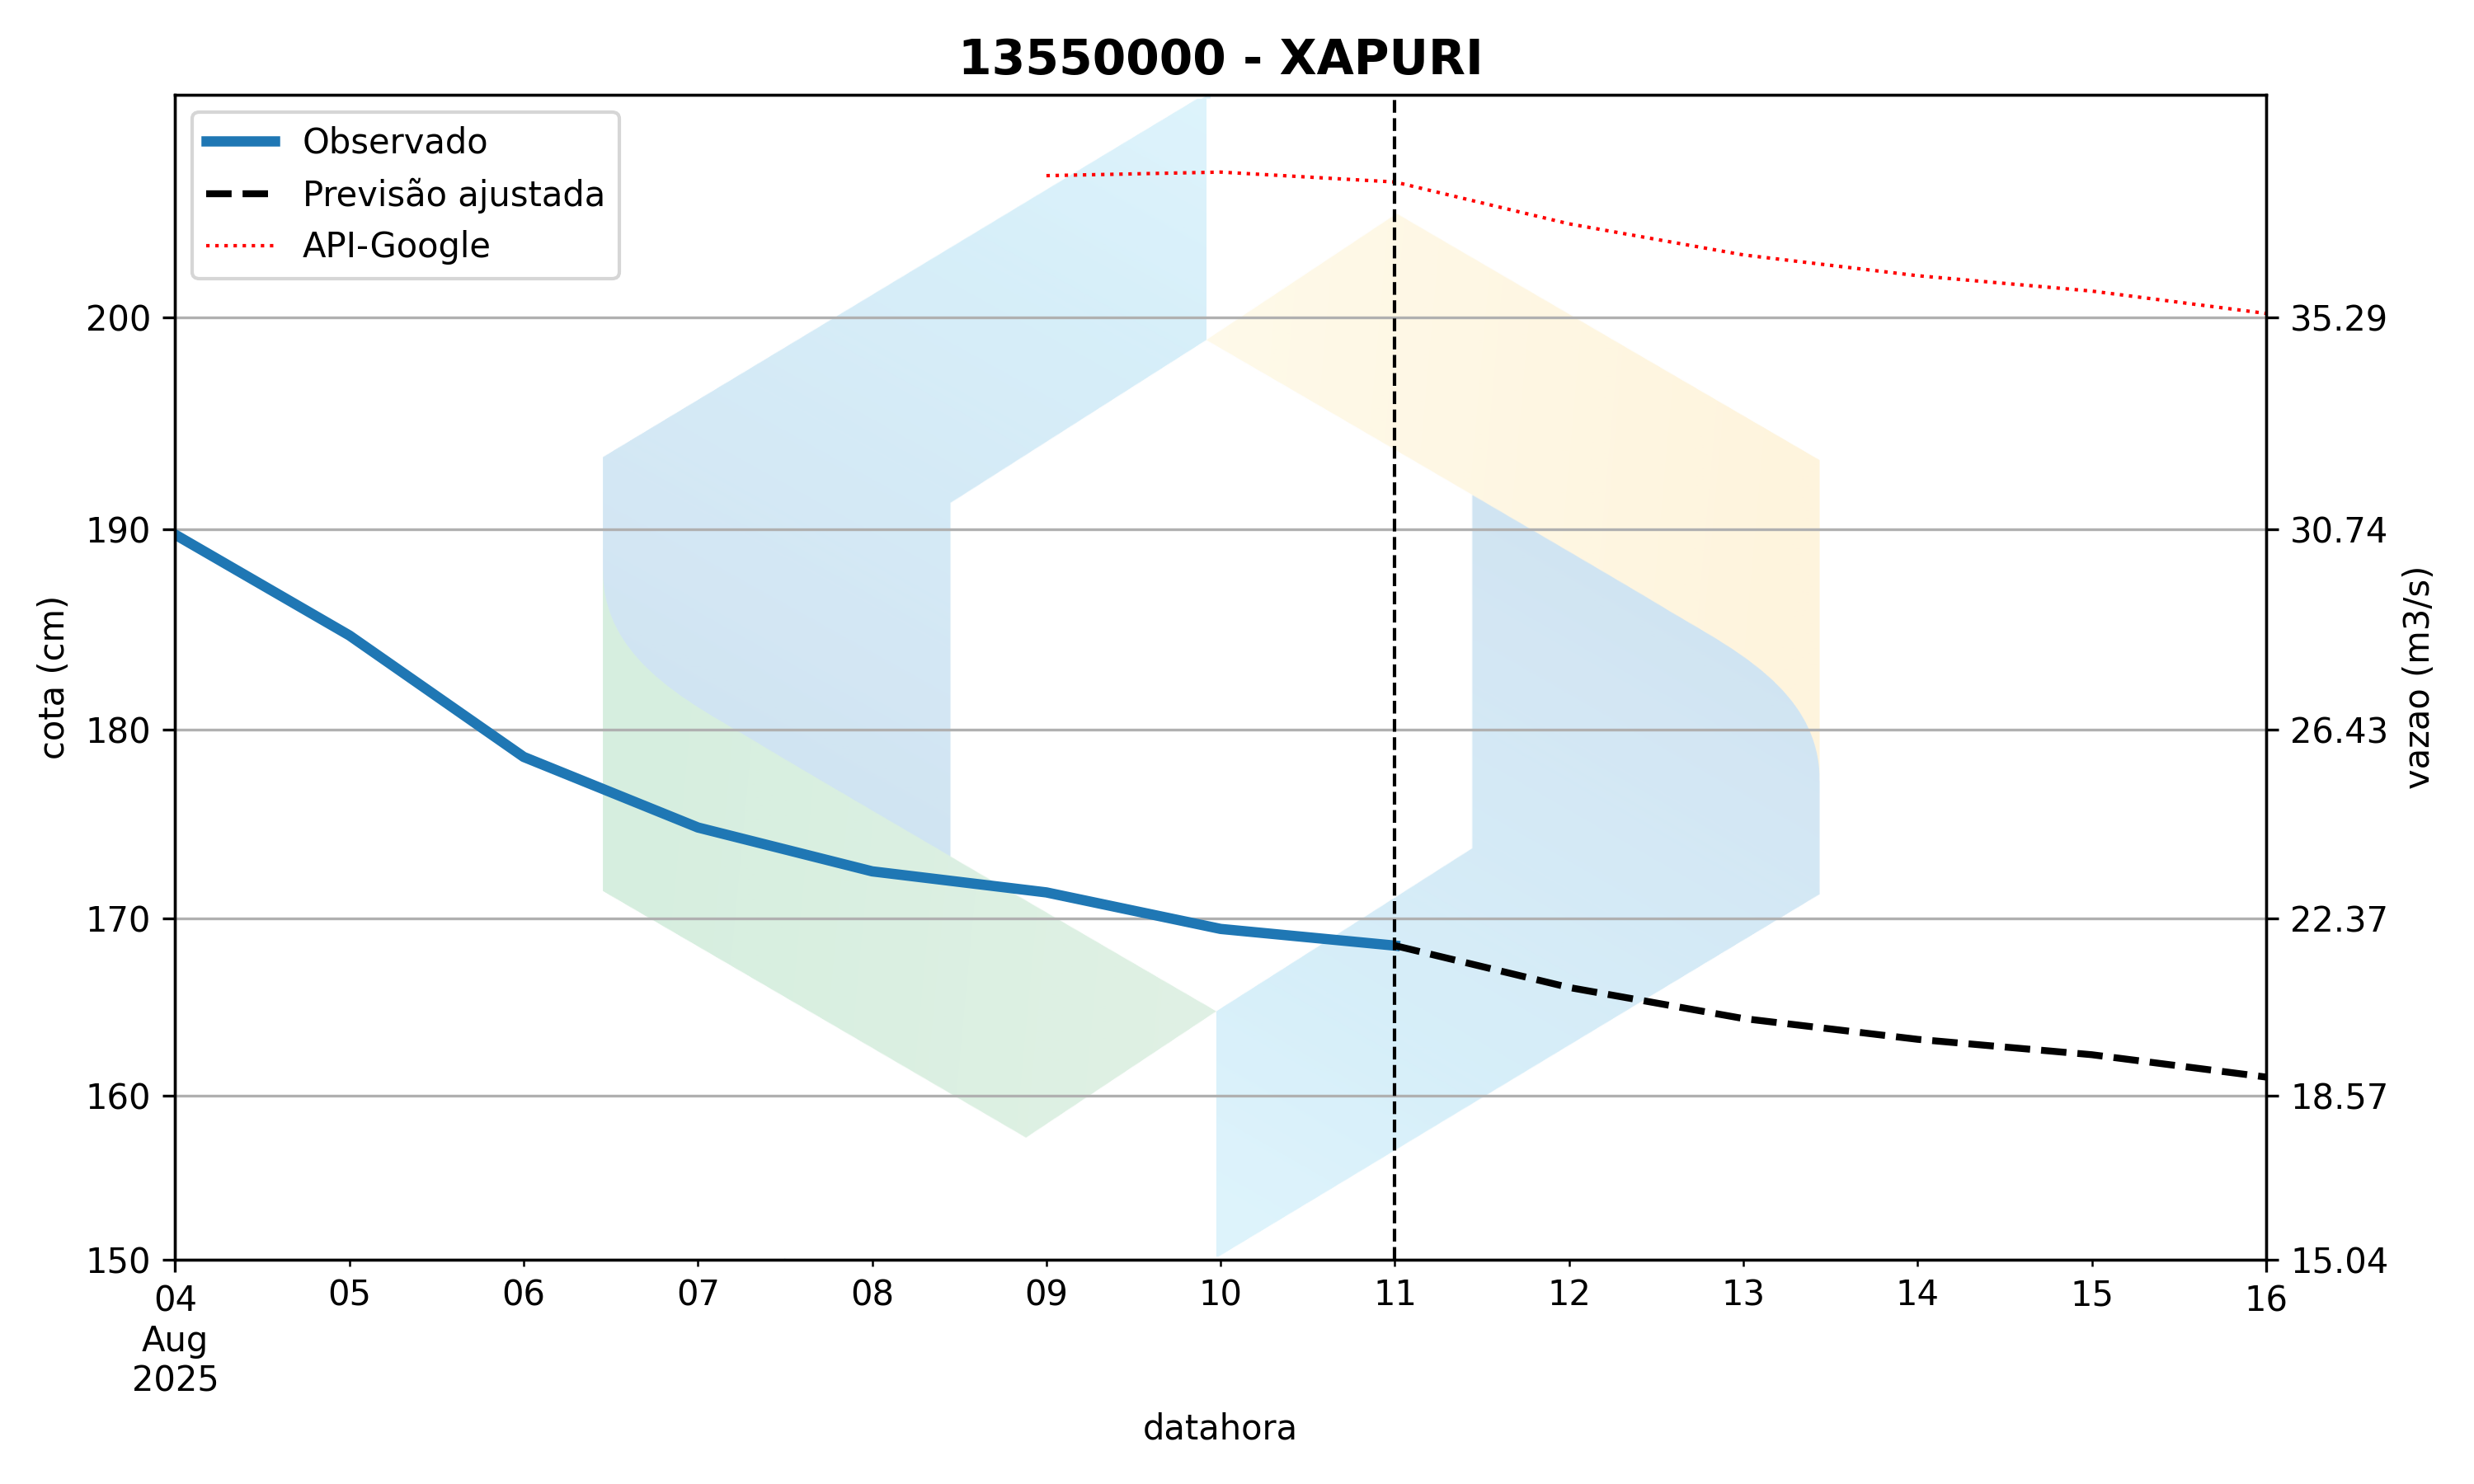 13550000 - XAPURI
Observado
Previsão ajustada
API-Google
200
190
180
170
160
150
cota (cm)
35.29
30.74
26.43
22.37
18.57
15.04
vazao (m3/s)
04 05 06 07 08 09 10 11 12 13 14 15 16
Aug
2025
datahora